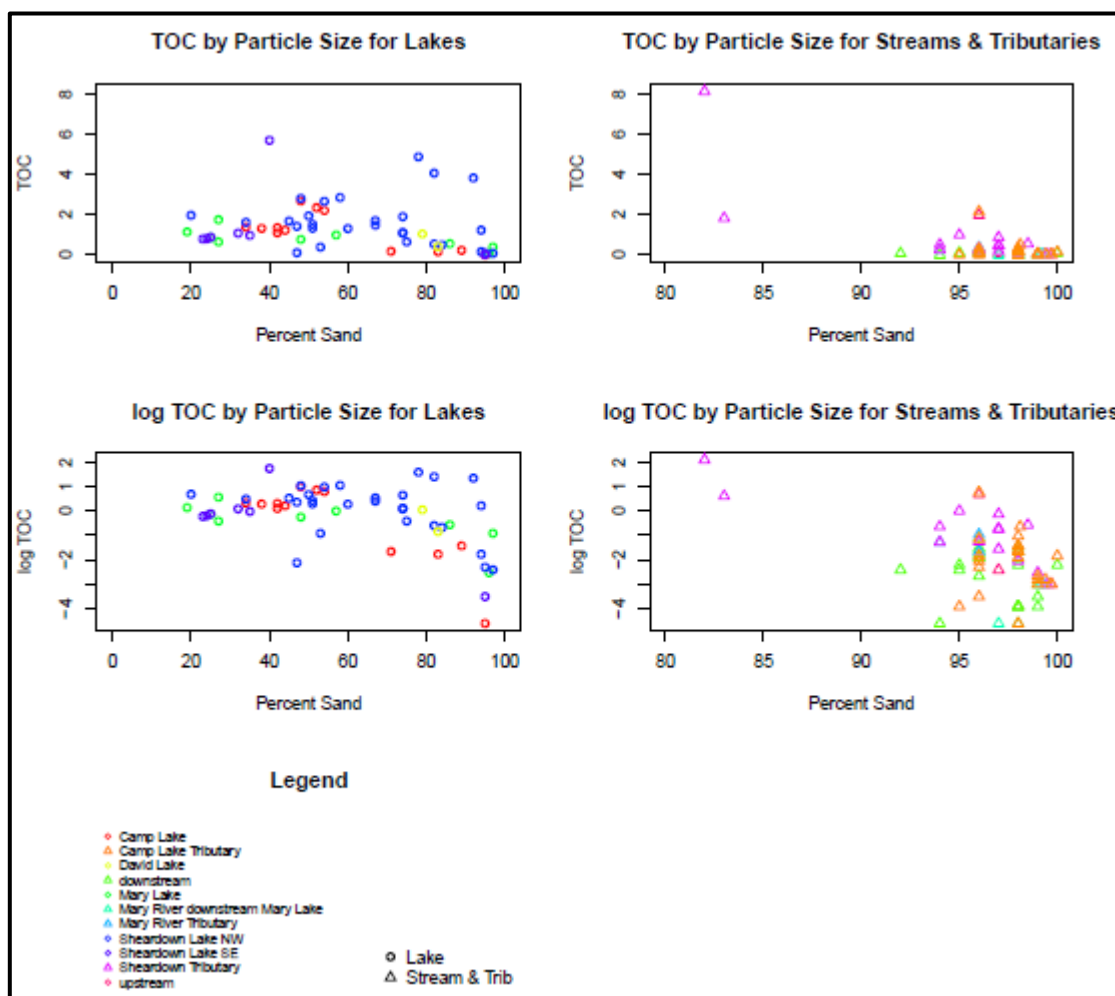 TOC by Particle Size for Lakes
TOC
8
6
4
2
0
0 20 40 60 80 100
Percent Sand
TOC by Particle Size for Streams & Tributaries
TOC
8
6
4
2
0
80 85 90 95 100
Percent Sand
log TOC by Particle Size for Lakes
log TOC
2
1
0
−2
−4
0 20 40 60 80 100
Percent Sand
log TOC by Particle Size for Streams & Tributaries
log TOC
2
1
0
−2
−4
80 85 90 95 100
Percent Sand
Legend
Camp Lake
Camp Lake Tributary
David Lake
downstream
Mary Lake
Mary River downstream Mary Lake
Mary River Tributary
Sheardown Lake NW
Sheardown Lake SE
Sheardown Tributary
upstream
Lake
Stream & Trib